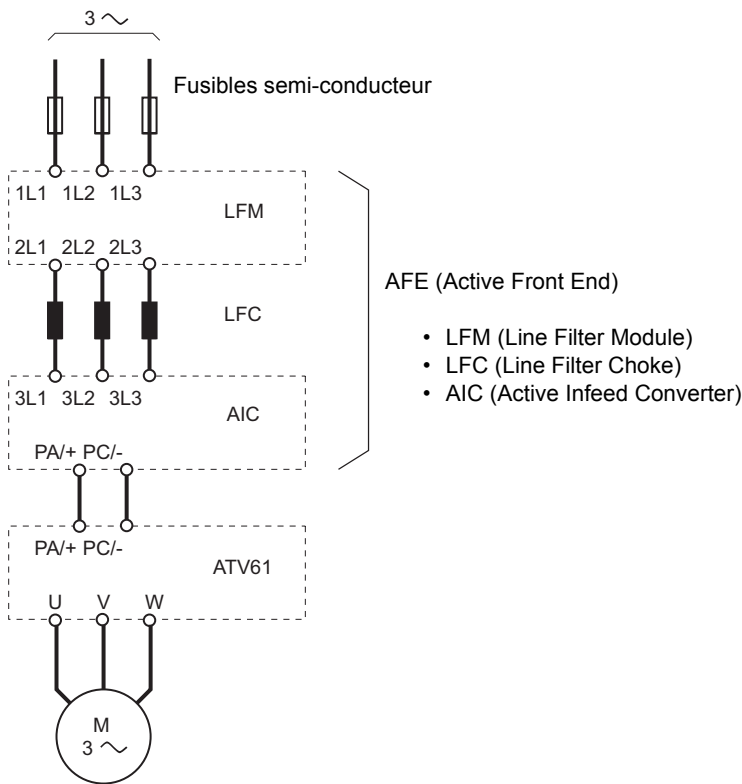 3 ~
Fusibles semi-conducteur
1L1 1L2 1L3
LFM
2L1 2L2 2L3
LFC
3L1 3L2 3L3
AIC
PA/+ PC/-
AFE (Active Front End)
• LFM (Line Filter Module)
• LFC (Line Filter Choke)
• AIC (Active Infeed Converter)
PA/+ PC/-
ATV61
U V W
M
3 ~